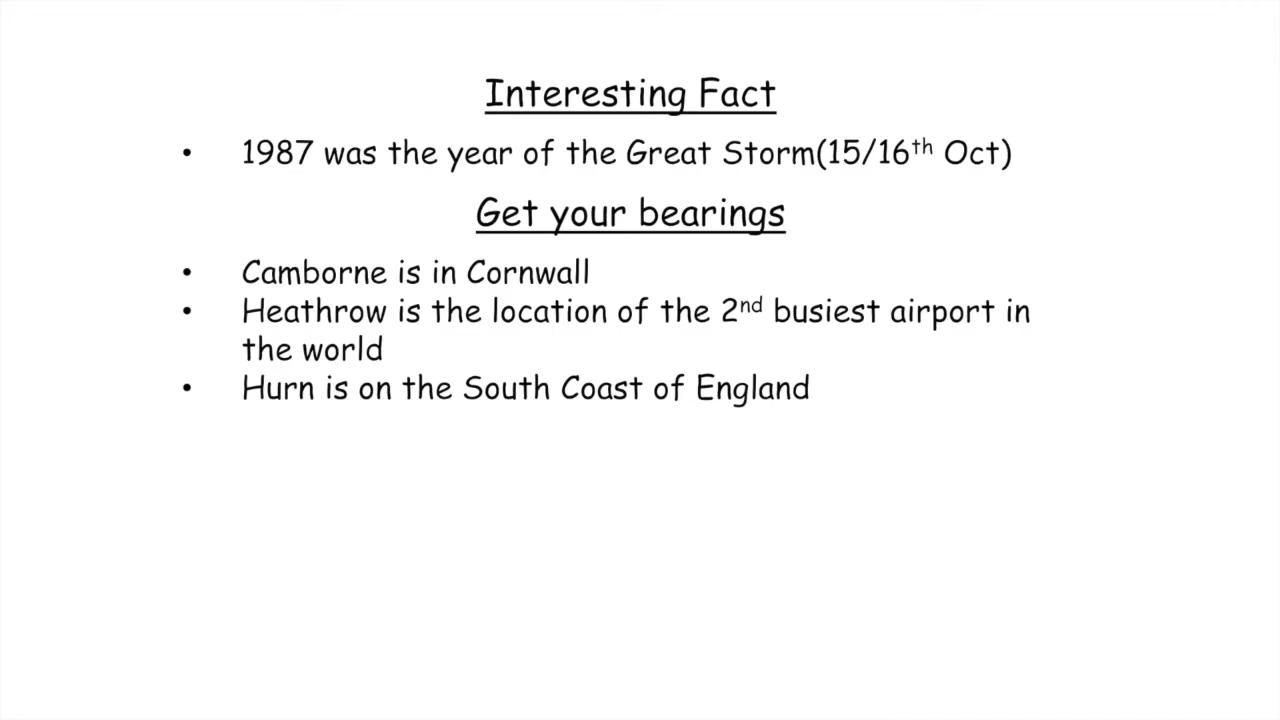 Interesting Fact
• 1987 was the year of the Great Storm(15/16th Oct)
Get your bearings
• Camborne is in Cornwall
• Heathrow is the location of the 2nd busiest airport in
the world
• Hurn is on the South Coast of England